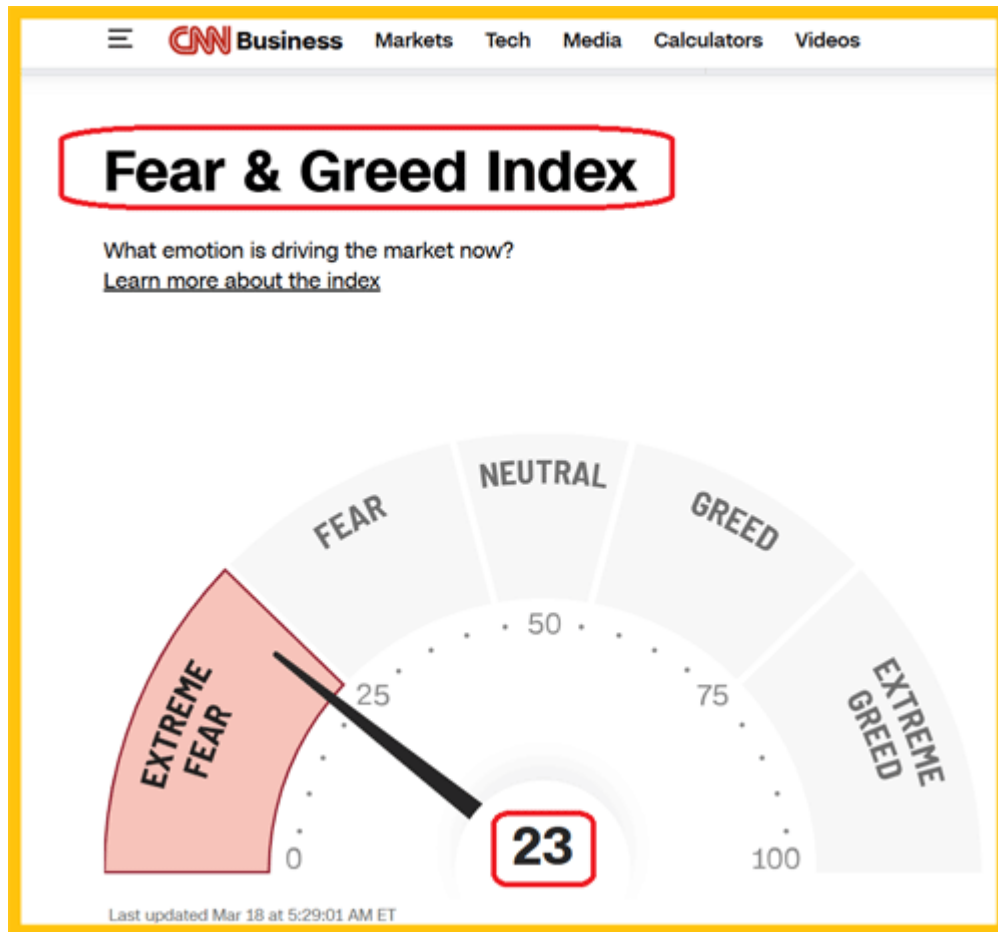 CNN Business Markets Tech Media Calculators Videos
Fear & Greed Index
What emotion is driving the market now?
Learn more about the index
NEUTRAL
FEAR
GREED
EXTREME
FEAR
EXTREME
GREED
50
25
75
0
100
23
Last updated Mar 18 at 5:29:01 AM ET